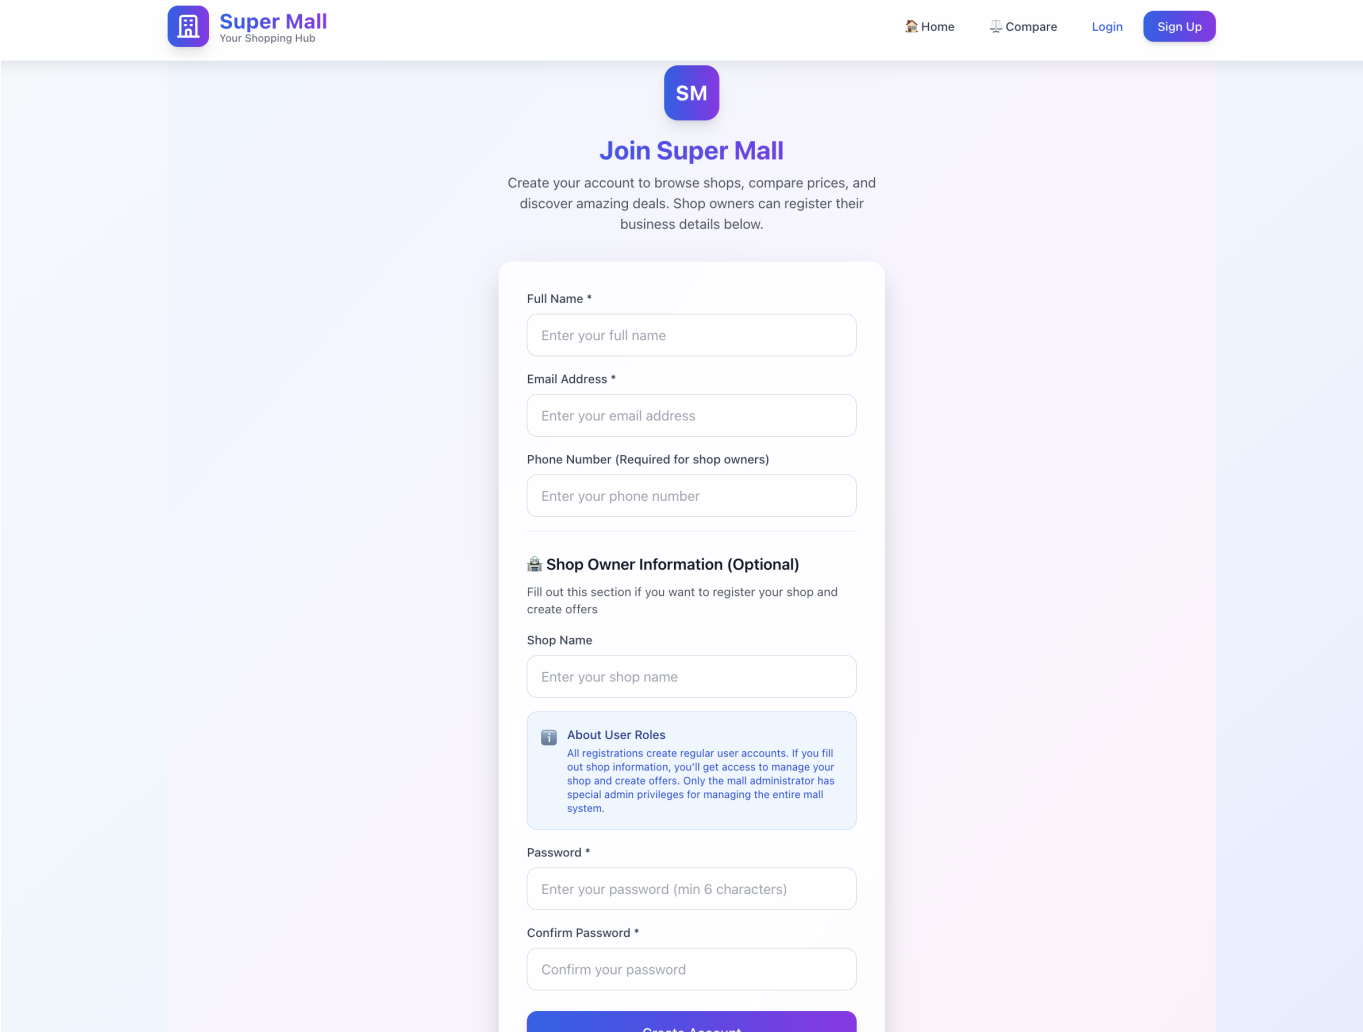 Super Mall
Your Shopping Hub
Home
Compare
Login
Sign Up
SM
Join Super Mall
Create your account to browse shops, compare prices, and
discover amazing deals. Shop owners can register their
business details below.
Full Name *
Enter your full name
Email Address *
Enter your email address
Phone Number (Required for shop owners)
Enter your phone number
Shop Owner Information (Optional)
Fill out this section if you want to register your shop and
create offers
Shop Name
Enter your shop name
About User Roles
All registrations create regular user accounts. If you fill
out shop information, you'll get access to manage your
shop and create offers. Only the mall administrator has
special admin privileges for managing the entire mall
system.
Password *
Enter your password (min 6 characters)
Confirm Password *
Confirm your password
Create Account